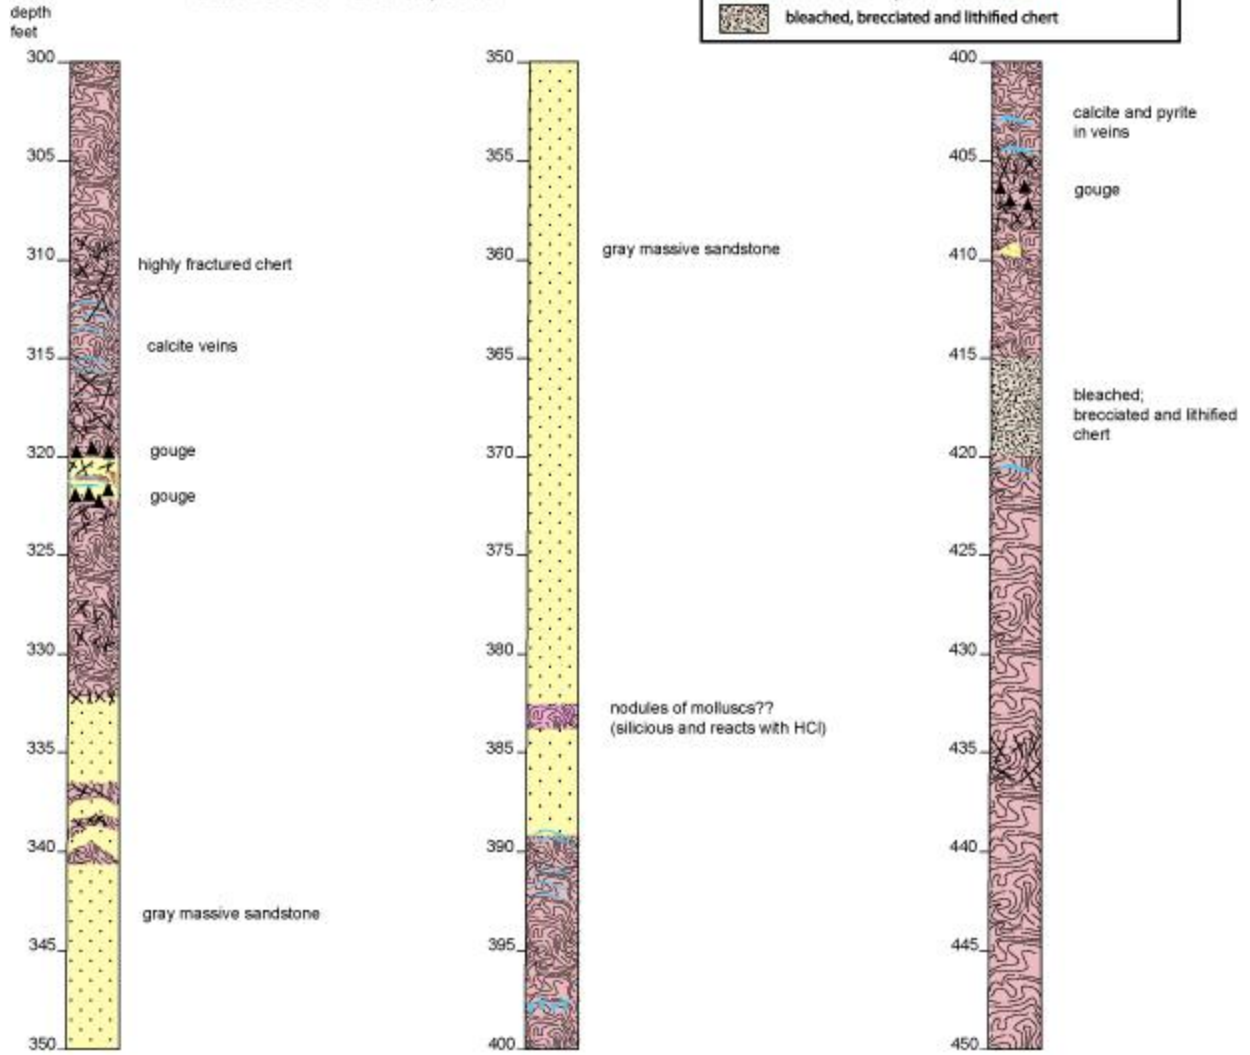 bleached, brecciated and lithified chert
depth
feet
300
305
310
315
320
325
330
335
340
345
350
highly fractured chert
calcite veins
gouge
gouge
gray massive sandstone
350
355
360
365
370
375
380
385
390
395
400
gray massive sandstone
nodules of molluscs??
(silicious and reacts with HCl)
400
405
410
415
420
425
430
435
440
445
450
calcite and pyrite
in veins
gouge
bleached;
brecciated and lithified
chert